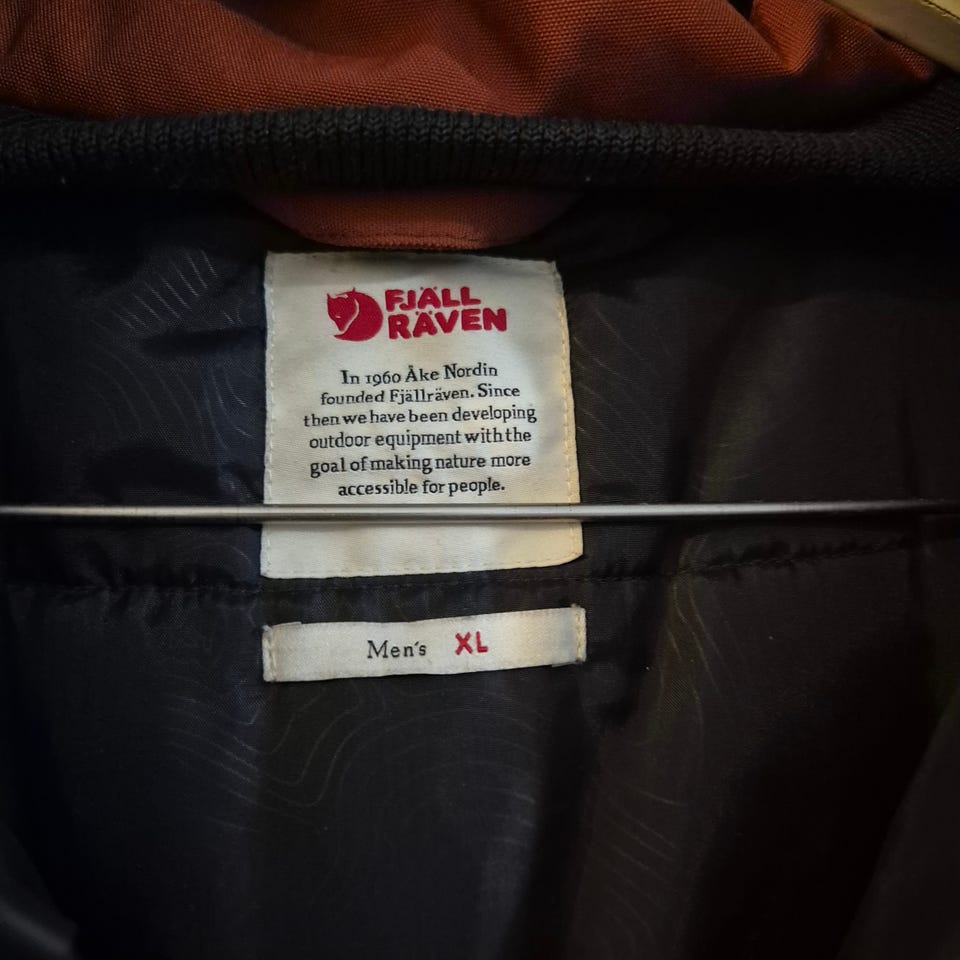 FJÄLL
RÄVEN
In 1960 Åke Nordin
founded Fjällräven. Since
then we have been developing
outdoor equipment with the
goal of making nature more
accessible for people.
Men's XL